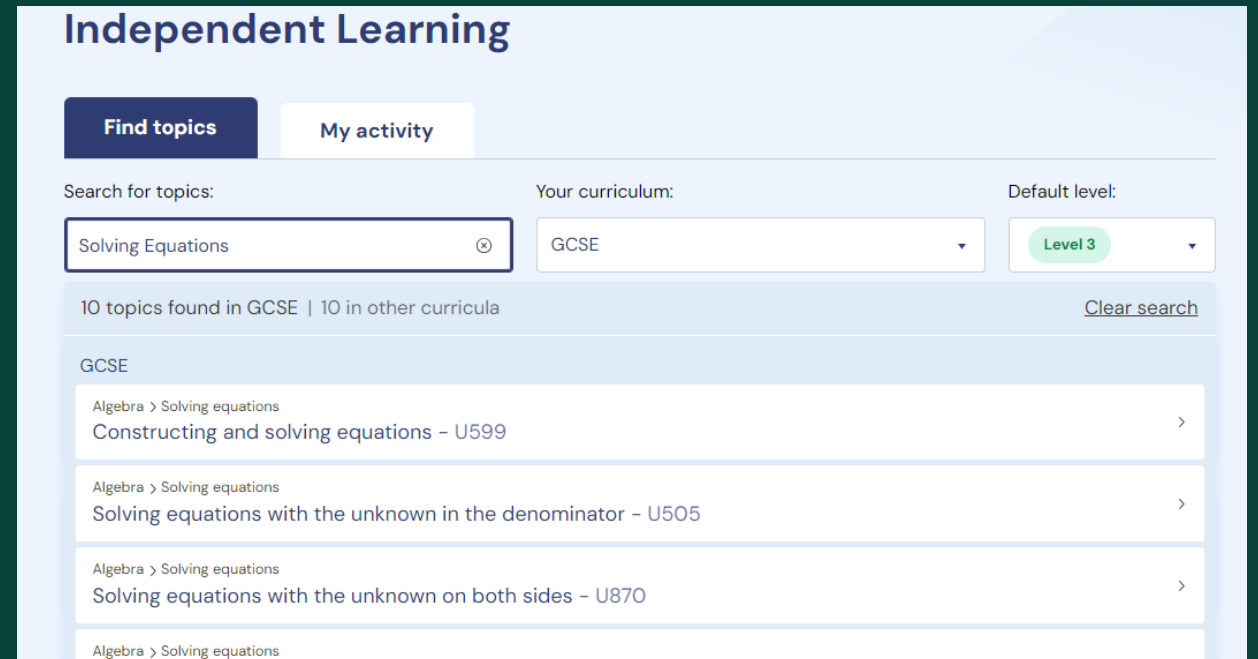 Independent Learning
Find topics
My activity
Search for topics:
Your curriculum:
Default level:
Solving Equations
GCSE
Level 3
10 topics found in GCSE | 10 in other curricula
Clear search
GCSE
Algebra > Solving equations
Constructing and solving equations - U599
Algebra > Solving equations
Solving equations with the unknown in the denominator - U505
Algebra > Solving equations
Solving equations with the unknown on both sides - U870
Algebra > Solving equations